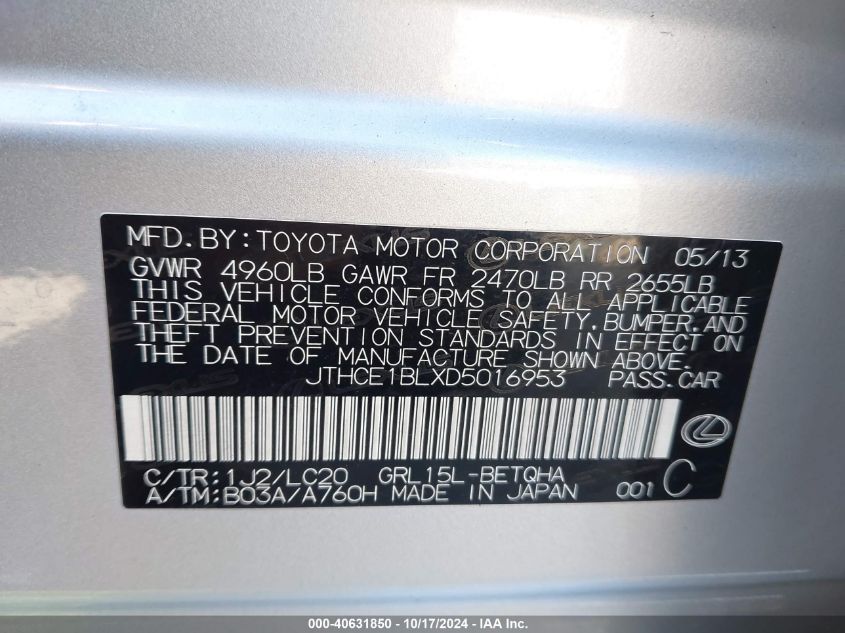 MFD.BY:TOYOTA MOTOR CORPORATION 05/13
GVWR 4960LB GAWR FR 2470LB RR 2655LB
THIS VEHICLE CONFORMS TO ALL APPLICABLE
FEDERAL MOTOR VEHICLE SAFETY,BUMPER,AND
THEFT PREVENTION STANDARDS IN EFFECT ON
THE DATE OF MANUFACTURE SHOWN ABOVE.
JTHCE1BLXD5016953 PASS.CAR
C/TR:1J2/LC20 GRL15L-BETQHA
A/TM:B03A/A760H MADE IN JAPAN 001 C
000-40631850 - 10/17/2024 - IAA Inc.